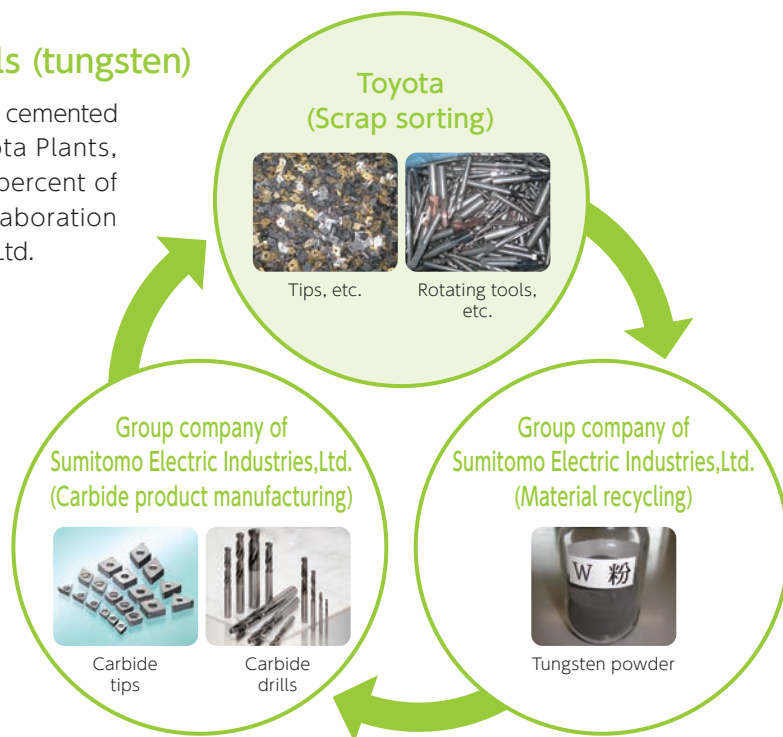 ls (tungsten)
cemented
ota Plants,
percent of
aboration
Ltd.
Toyota
(Scrap sorting)
Tips, etc.
Rotating tools,
etc.
Group company of
Sumitomo Electric Industries,Ltd.
(Carbide product manufacturing)
Carbide
tips
Carbide
drills
Group company of
Sumitomo Electric Industries,Ltd.
(Material recycling)
W 粉
Tungsten powder